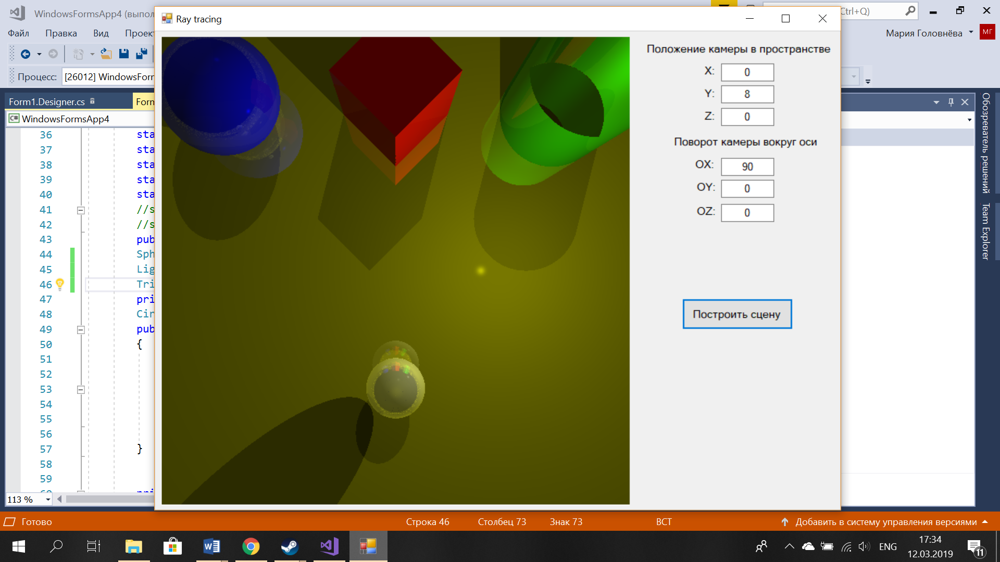 WindowsFormsApp4 (выпол
Ctrl+Q)
Ray tracing
Файл Правка Вид Проект
Мария Головнёва МГ
Процесс: [26012] WindowsForm
Form1.Designer.cs Form
C# WindowsFormsApp4
36 sta
37 sta
38 sta
39 sta
40 sta
41 //s
42 //s
43 pub
44 Sph
45 Lig
46 Tri
47 pri
48 Cir
49 pub
50 {
51
52
53
54
55
56
57 }
58
59
113 %
Положение камеры в пространстве
X: 0
Y: 8
Z: 0
Поворот камеры вокруг оси
OX: 90
OY: 0
OZ: 0
Построить сцену
Обозреватель решений
Team Explorer
Готово Строка 46 Столбец 73 Знак 73 ВСТ Добавить в систему управления версиями
ENG 17:34
12.03.2019
11